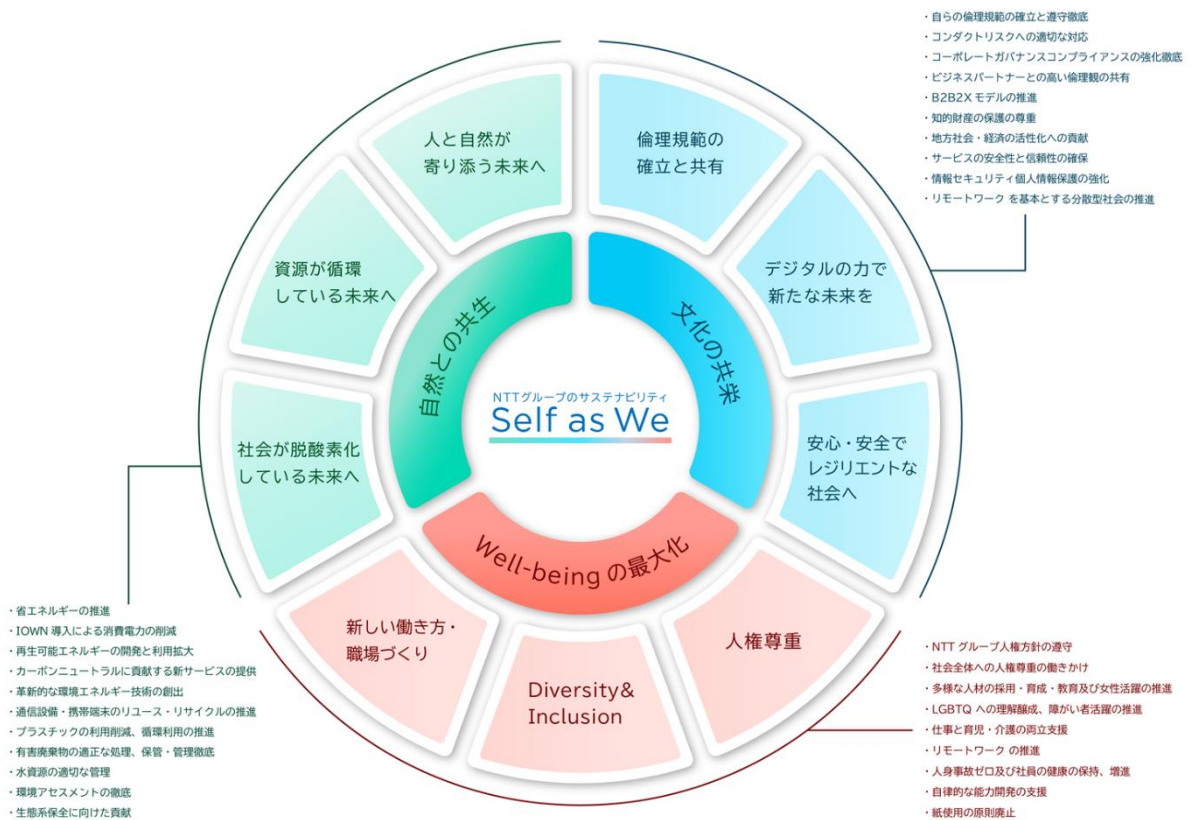 ・自らの倫理規範の確立と遵守徹底
・コンダクトリスクへの適切な対応
・コーポレートガバナンスコンプライアンスの強化徹底
・ビジネスパートナーとの高い倫理観の共有
・B2B2X モデルの推進
・知的財産の保護の尊重
・地方社会・経済の活性化への貢献
・サービスの安全性と信頼性の確保
・情報セキュリティ個人情報保護の強化
・リモートワーク を基本とする分散型社会の推進
人と自然が
寄り添う未来へ
倫理規範の
確立と共有
資源が循環
している未来へ
デジタルの力で
新たな未来を
自然との共生
文化の共栄
NTTグループのサステナビリティ
Self as We
社会が脱酸素化
している未来へ
安心・安全で
レジリエントな
社会へ
Well-being の最大化
新しい働き方・
職場づくり
Diversity&
Inclusion
人権尊重
・省エネルギーの推進
・IOWN 導入による消費電力の削減
・再生可能エネルギーの開発と利用拡大
・カーボンニュートラルに貢献する新サービスの提供
・革新的な環境エネルギー技術の創出
・通信設備・携帯端末のリユース・リサイクルの推進
・プラスチックの利用削減、循環利用の推進
・有害廃棄物の適正な処理、保管・管理徹底
・水資源の適切な管理
・環境アセスメントの徹底
・生態系保全に向けた貢献
・NTT グループ人権方針の遵守
・社会全体への人権尊重の働きかけ
・多様な人材の採用・育成・教育及び女性活躍の推進
・LGBTQ への理解醸成、障がい者活躍の推進
・仕事と育児・介護の両立支援
・リモートワーク の推進
・人身事故ゼロ及び社員の健康の保持、増進
・自律的な能力開発の支援
・紙使用の原則廃止